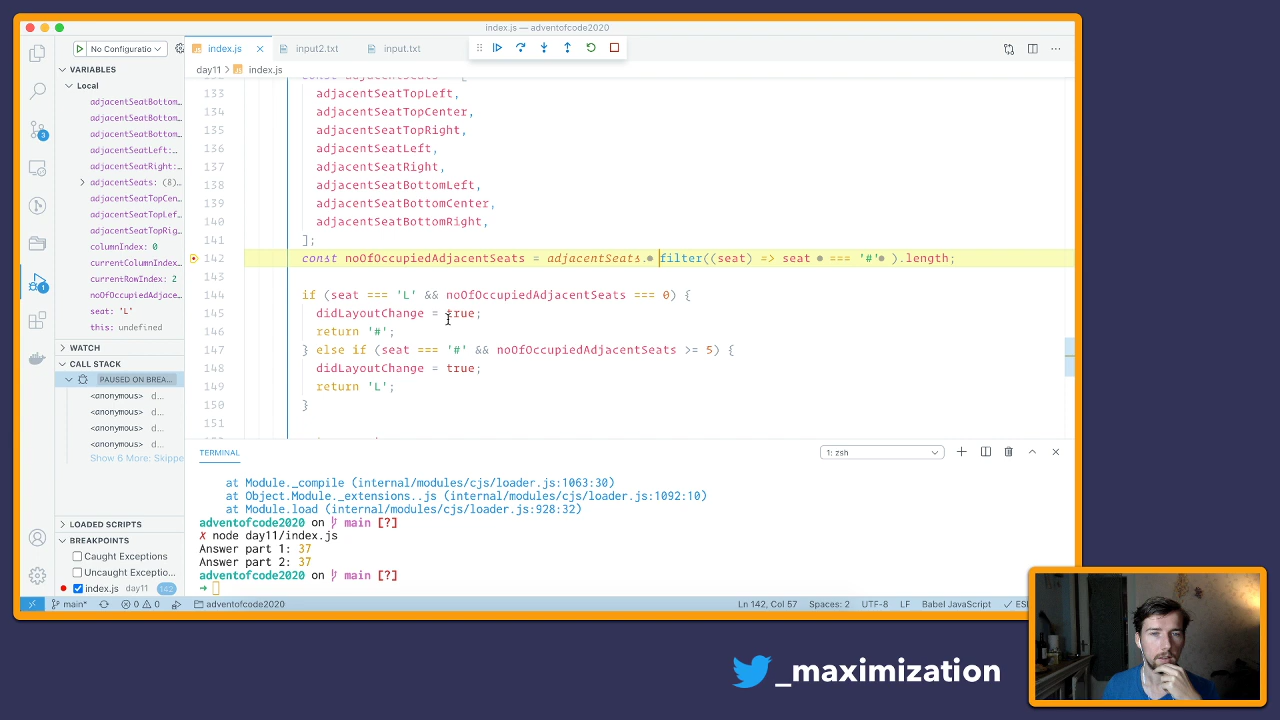 index.js — adventofcode2020
No Configuratio
index.js
input2.txt
input.txt
day11 > index.js
VARIABLES
Local
adjacentSeatBottom…
adjacentSeatBottom…
adjacentSeatBottom…
adjacentSeatLeft:…
adjacentSeatRight:…
adjacentSeats: (8)…
adjacentSeatTopCen…
adjacentSeatTopLef…
adjacentSeatTopRig…
columnIndex: 0
currentColumnIndex…
currentRowIndex: 2
noOfOccupiedAdjace…
seat: 'L'
this: undefined
WATCH
CALL STACK
PAUSED ON BREA…
<anonymous> d…
<anonymous> d…
<anonymous> d…
<anonymous> d…
Show 6 More: Skippe
LOADED SCRIPTS
BREAKPOINTS
Caught Exceptions
Uncaught Exceptio…
index.js day11 142
133 adjacentSeatTopLeft,
134 adjacentSeatTopCenter,
135 adjacentSeatTopRight,
136 adjacentSeatLeft,
137 adjacentSeatRight,
138 adjacentSeatBottomLeft,
139 adjacentSeatBottomCenter,
140 adjacentSeatBottomRight,
141 ];
142 const noOfOccupiedAdjacentSeats = adjacentSeats.filter((seat) => seat === '#').length;
143
144 if (seat === 'L' && noOfOccupiedAdjacentSeats === 0) {
145 didLayoutChange = true;
146 return '#';
147 } else if (seat === '#' && noOfOccupiedAdjacentSeats >= 5) {
148 didLayoutChange = true;
149 return 'L';
150 }
151
TERMINAL
1: zsh
at Module._compile (internal/modules/cjs/loader.js:1063:30)
at Object.Module._extensions..js (internal/modules/cjs/loader.js:1092:10)
at Module.load (internal/modules/cjs/loader.js:928:32)
adventofcode2020 on main [?]
✗ node day11/index.js
Answer part 1: 37
Answer part 2: 37
adventofcode2020 on main [?]
➜
main*
0 0
adventofcode2020
Ln 142, Col 57
Spaces: 2
UTF-8
LF
Babel JavaScript
3
1
_maximization